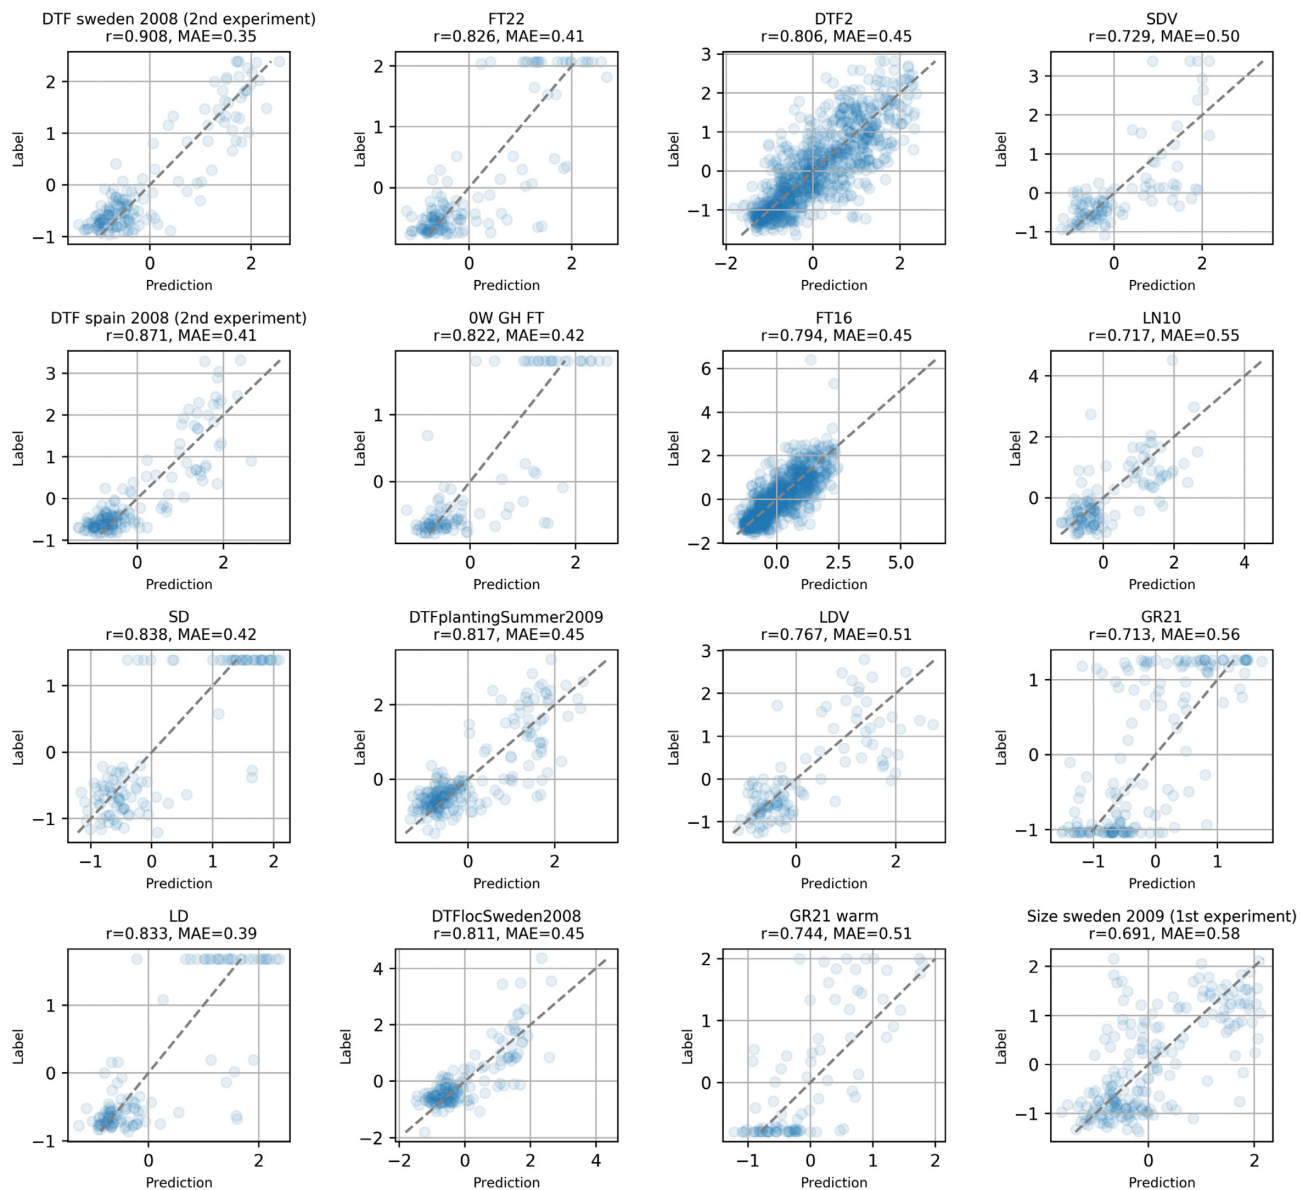 DTF sweden 2008 (2nd experiment)
r=0.908, MAE=0.35
Label
2
1
0
−1
0
2
Prediction
FT22
r=0.826, MAE=0.41
Label
2
1
0
0
2
Prediction
DTF2
r=0.806, MAE=0.45
Label
3
2
1
0
−1
−2
0
2
Prediction
SDV
r=0.729, MAE=0.50
Label
3
2
1
0
−1
0
2
Prediction
DTF spain 2008 (2nd experiment)
r=0.871, MAE=0.41
Label
3
2
1
0
−1
0
2
Prediction
0W GH FT
r=0.822, MAE=0.42
Label
1
0
0
2
Prediction
FT16
r=0.794, MAE=0.45
Label
6
4
2
0
−2
0.0
2.5
5.0
Prediction
LN10
r=0.717, MAE=0.55
Label
4
2
0
0
2
4
Prediction
SD
r=0.838, MAE=0.42
Label
1
0
−1
−1
0
1
2
Prediction
DTFplantingSummer2009
r=0.817, MAE=0.45
Label
2
0
0
2
Prediction
LDV
r=0.767, MAE=0.51
Label
3
2
1
0
−1
0
2
Prediction
GR21
r=0.713, MAE=0.56
Label
1
0
−1
−1
0
1
Prediction
LD
r=0.833, MAE=0.39
Label
1
0
−1
0
2
Prediction
DTFlocSweden2008
r=0.811, MAE=0.45
Label
4
2
0
−2
−2
0
2
4
Prediction
GR21 warm
r=0.744, MAE=0.51
Label
2
1
0
−1
0
1
2
Prediction
Size sweden 2009 (1st experiment)
r=0.691, MAE=0.58
Label
2
1
0
−1
0
2
Prediction